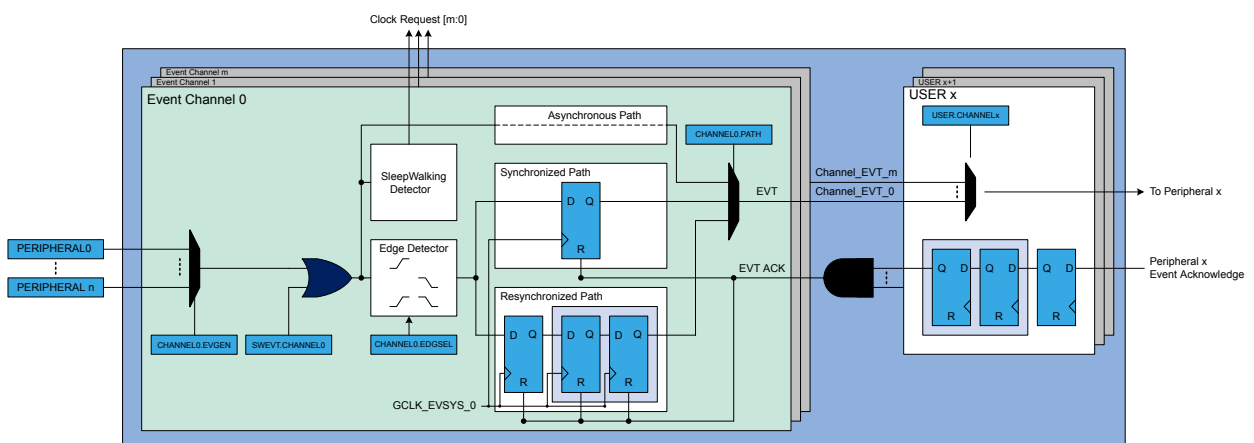 Clock Request [m:0]
Event Channel m
Event Channel 1
Event Channel 0
USER x+1
USER x
Asynchronous Path
CHANNEL0.PATH
USER.CHANNELx
SleepWalking
Detector
Synchronized Path
D Q
R
EVT
Channel_EVT_m
Channel_EVT_0
To Peripheral x
PERIPHERAL0
PERIPHERAL n
Edge Detector
EVT ACK
Q D
R
Q D
R
Q D
R
Peripheral x
Event Acknowledge
Resynchronized Path
D Q
R
D Q
R
D Q
R
CHANNEL0.EVGEN
SWEVT.CHANNEL0
CHANNEL0.EDGSEL
GCLK_EVSYS_0